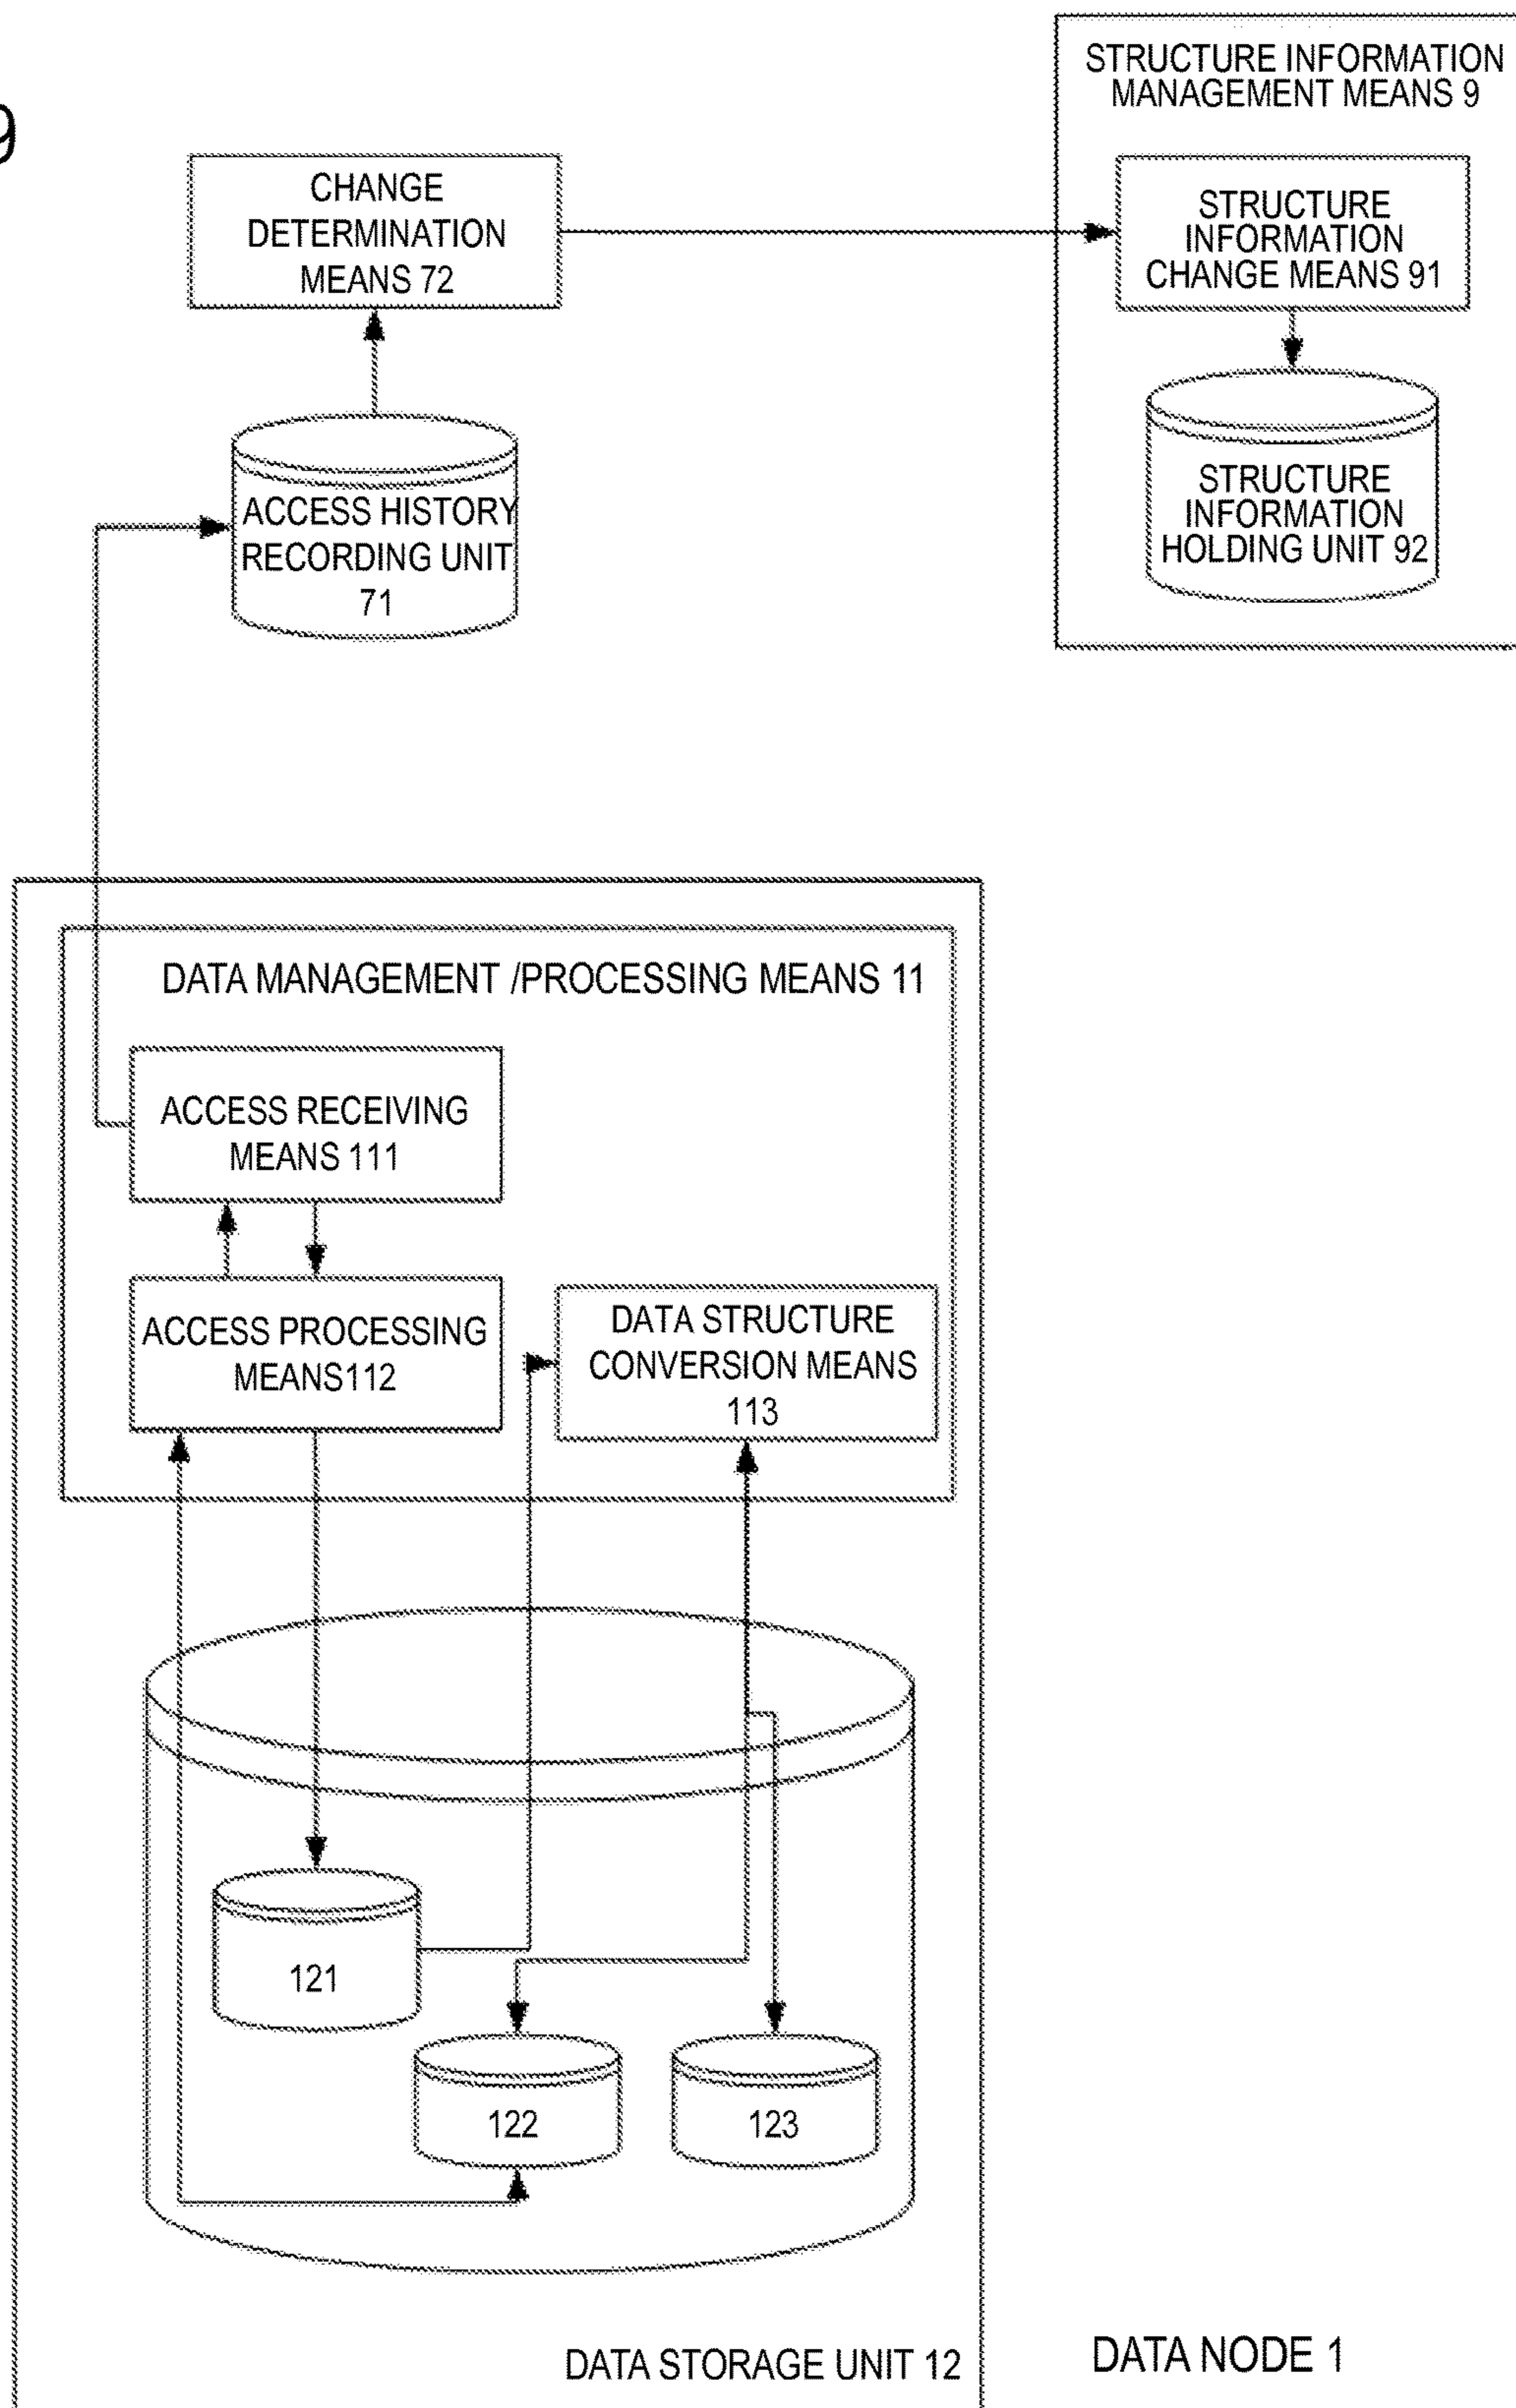 9
STRUCTURE INFORMATION
MANAGEMENT MEANS 9
CHANGE
DETERMINATION
MEANS 72
STRUCTURE
INFORMATION
CHANGE MEANS 91
ACCESS HISTORY
RECORDING UNIT
71
STRUCTURE
INFORMATION
HOLDING UNIT 92
DATA MANAGEMENT /PROCESSING MEANS 11
ACCESS RECEIVING
MEANS 111
ACCESS PROCESSING
MEANS112
DATA STRUCTURE
CONVERSION MEANS
113
121
122
123
DATA STORAGE UNIT 12
DATA NODE 1